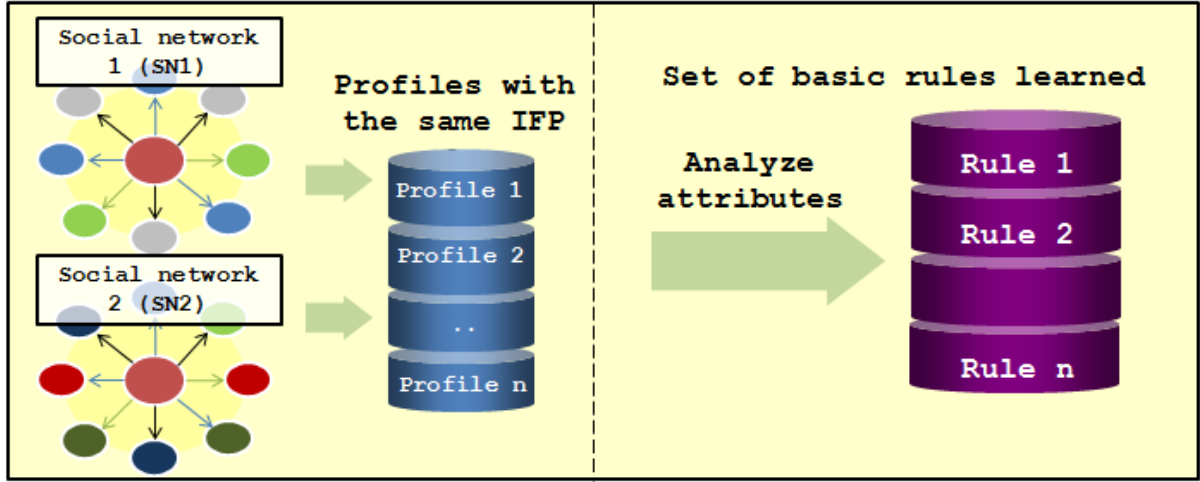 Social network
1 (SN1)
Profiles with
the same IFP
Profile 1
Profile 2
..
Profile n
Social network
2 (SN2)
Analyze
attributes
Set of basic rules learned
Rule 1
Rule 2
Rule n